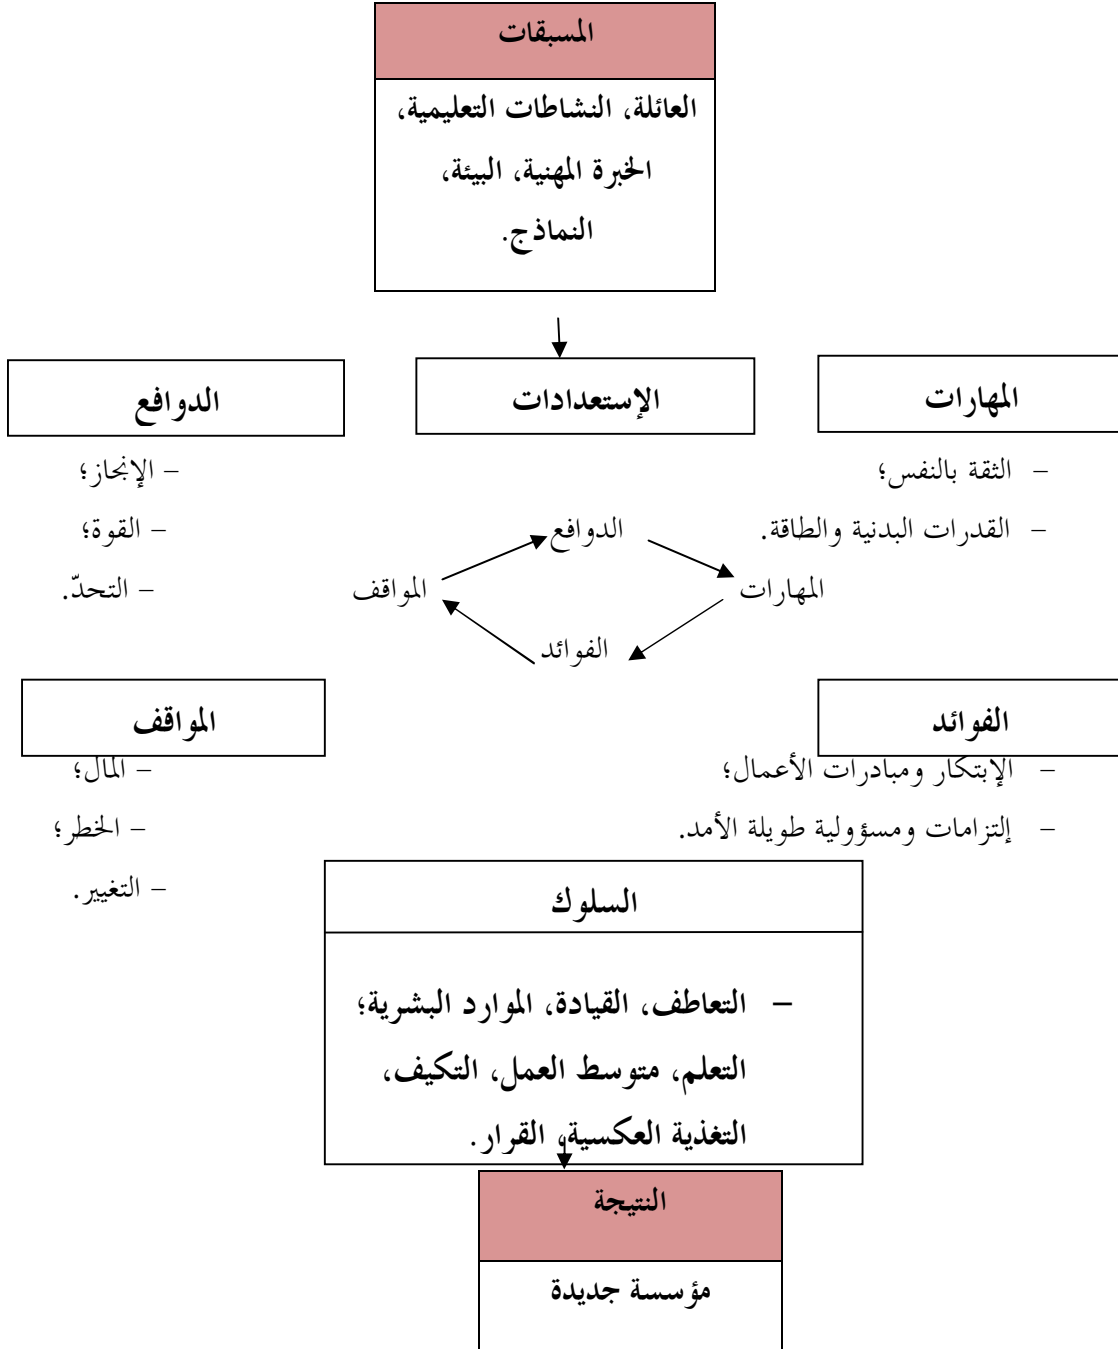 المسبقات
العائلة، النشاطات التعليمية،
الخبرة المهنية، البيئة،
النماذج.
المهارات
الإستعدادات
الدوافع
– الثقة بالنفس؛
– القدرات البدنية والطاقة.
– الإنجاز؛
– القوة؛
– التحدّ.
الدوافع
المهارات
المواقف
الفوائد
الفوائد
المواقف
– الإبتكار ومبادرات الأعمال؛
– إلتزامات ومسؤولية طويلة الأمد.
– المال؛
– الخطر؛
– التغيير.
السلوك
– التعاطف، القيادة، الموارد البشرية؛
التعلم، متوسط العمل، التكيف،
التغذية العكسية، القرار.
النتيجة
مؤسسة جديدة